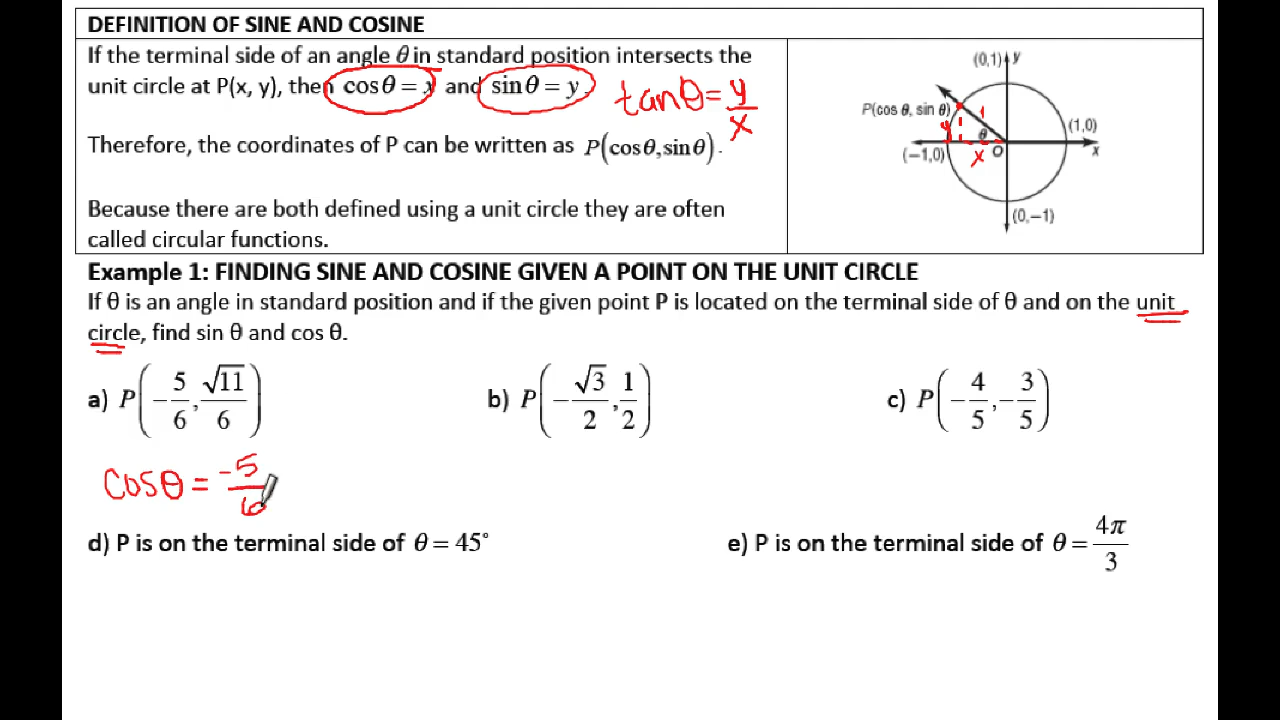 DEFINITION OF SINE AND COSINE
If the terminal side of an angle θ in standard position intersects the
unit circle at P(x, y), then cosθ = x and sinθ = y.
tanθ = y/x
Therefore, the coordinates of P can be written as P(cosθ,sinθ).
Because there are both defined using a unit circle they are often
called circular functions.
(0,1) y
P(cos θ, sin θ) 1
y θ (1,0)
(−1,0) x O x
(0,−1)
Example 1: FINDING SINE AND COSINE GIVEN A POINT ON THE UNIT CIRCLE
If θ is an angle in standard position and if the given point P is located on the terminal side of θ and on the unit
circle, find sin θ and cos θ.
a) P(−5/6, √11/6) b) P(−√3/2, 1/2) c) P(−4/5, −3/5)
cosθ = -5/6
d) P is on the terminal side of θ = 45° e) P is on the terminal side of θ = 4π/3